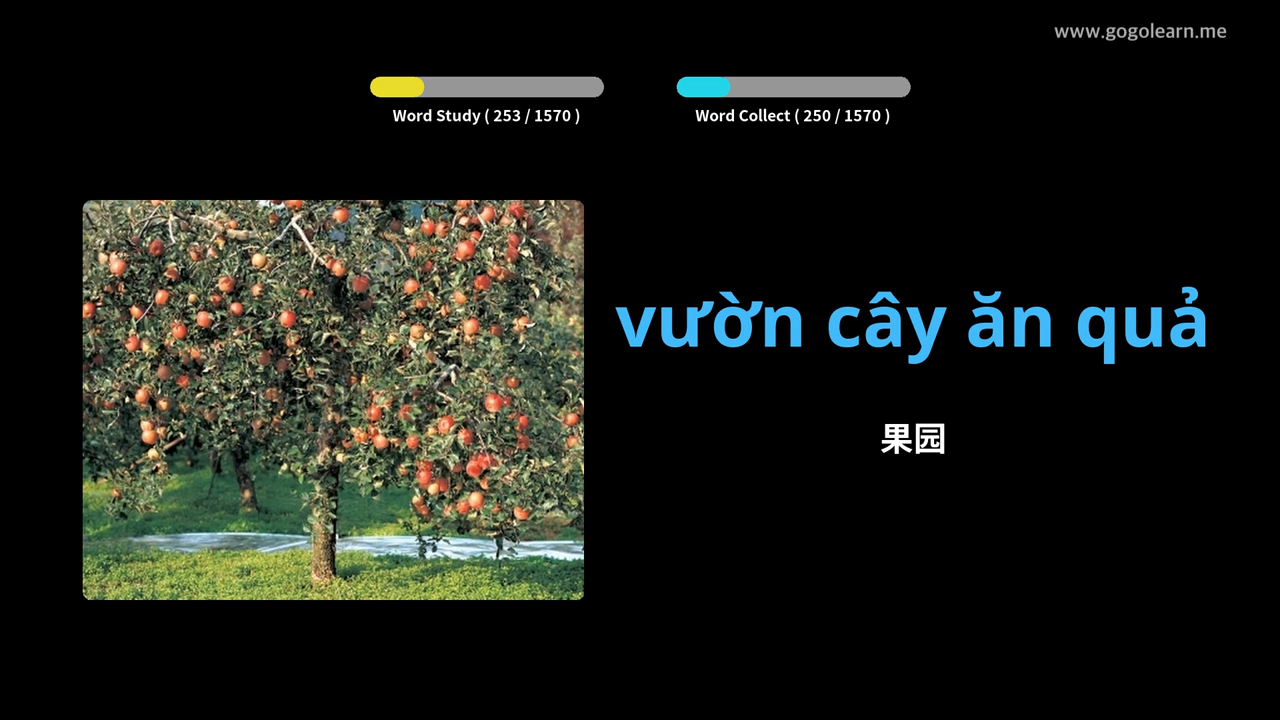 www.gogolearn.me
Word Study ( 253 / 1570 )
Word Collect ( 250 / 1570 )
vườn cây ăn quả
果园